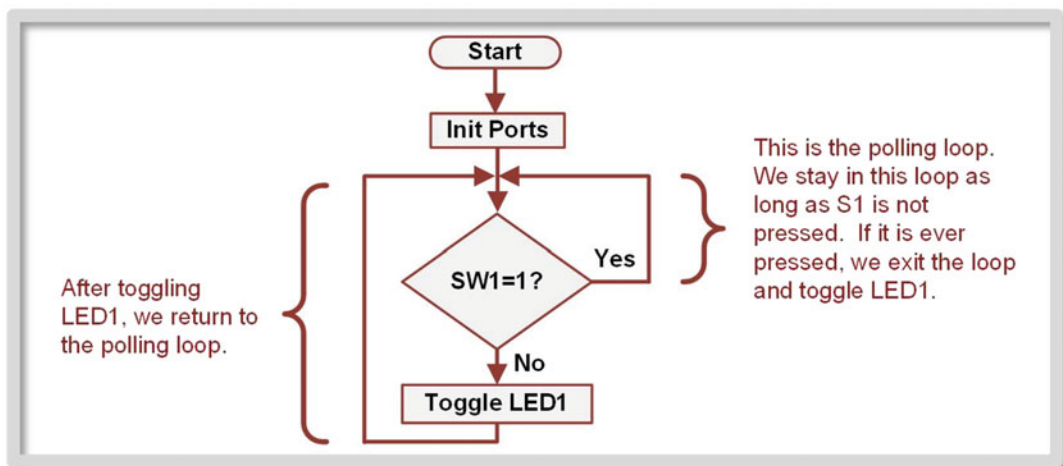 Start
Init Ports
This is the polling loop.
We stay in this loop as
long as S1 is not
pressed. If it is ever
pressed, we exit the loop
and toggle LED1.
Yes
SW1=1?
After toggling
LED1, we return to
the polling loop.
No
Toggle LED1